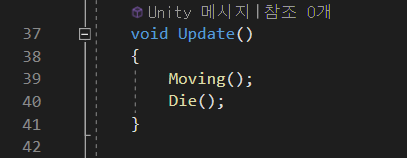 Unity 메시지|참조 0개
37 void Update()
38 {
39 Moving();
40 Die();
41 }
42